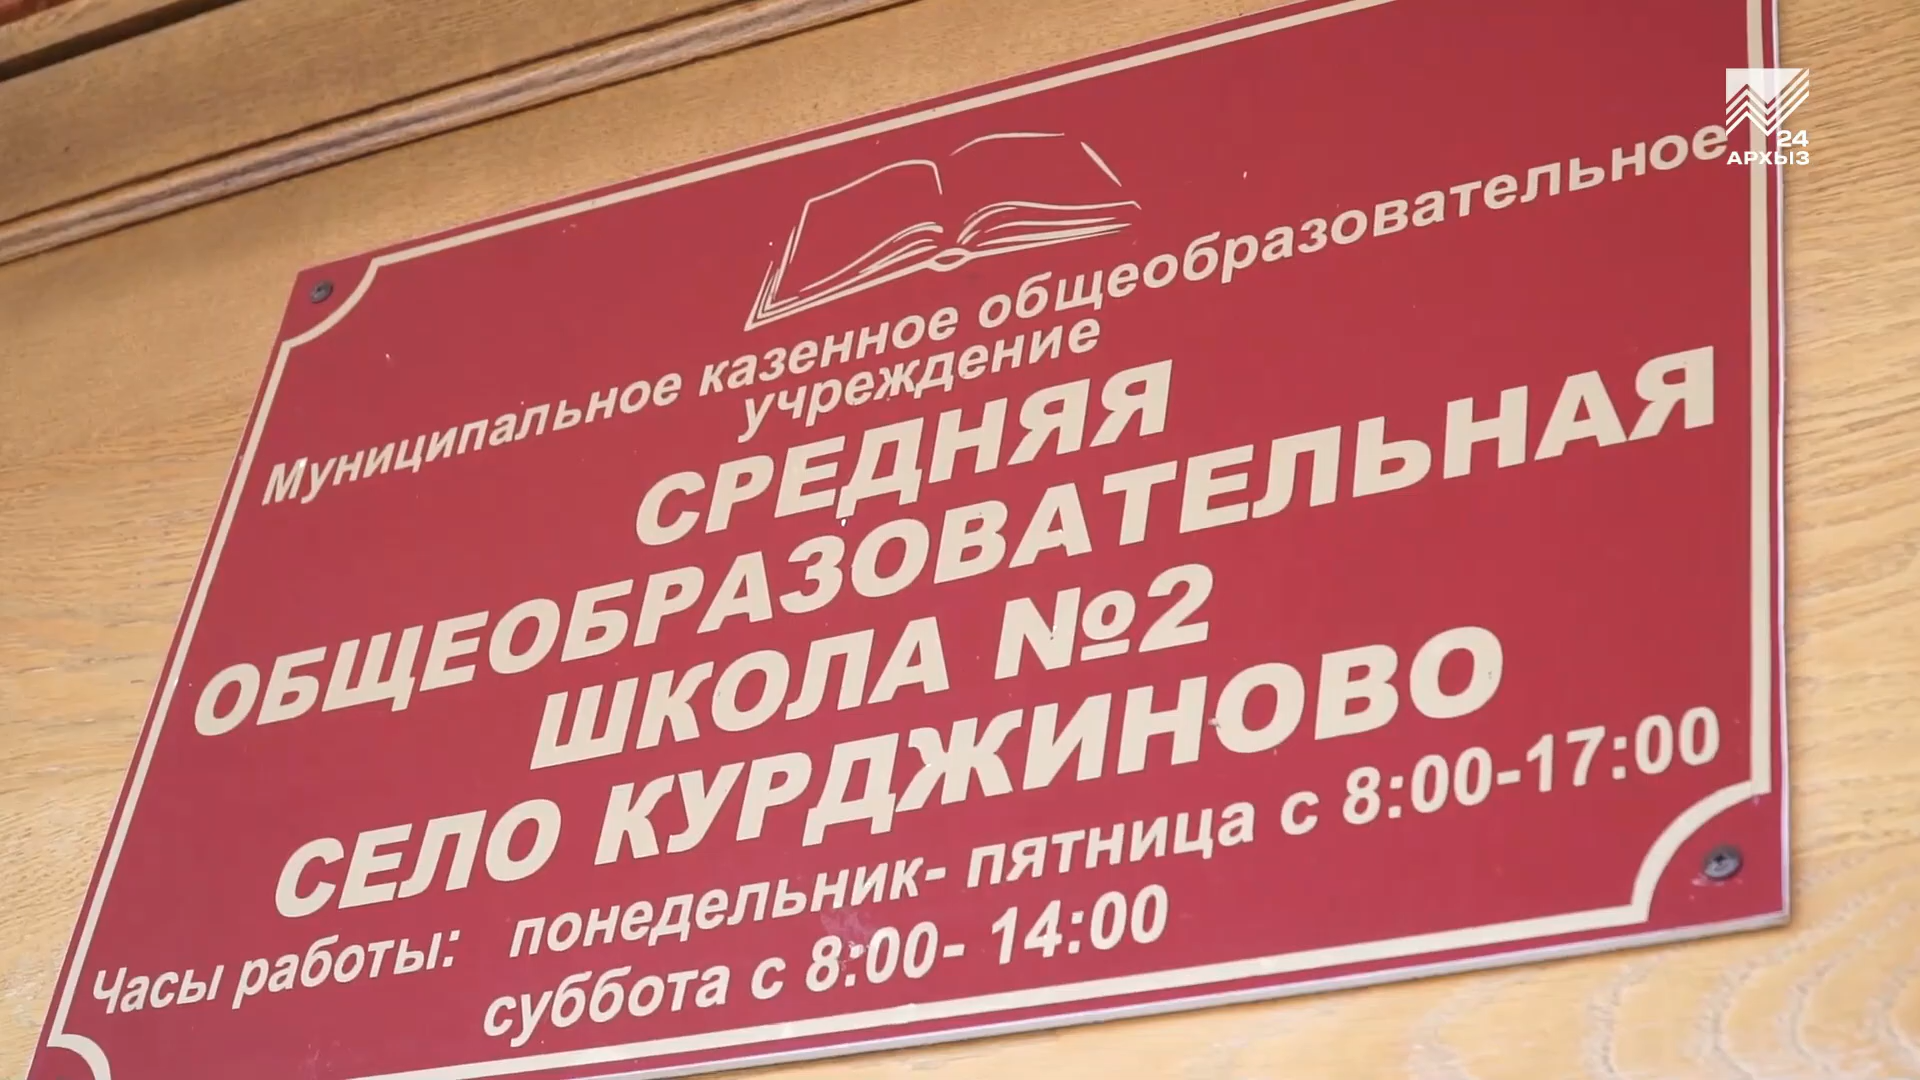 24
АРХЫЗ
Муниципальное казенное общеобразовательное
учреждение
СРЕДНЯЯ
ОБЩЕОБРАЗОВАТЕЛЬНАЯ
ШКОЛА №2
СЕЛО КУРДЖИНОВО
Часы работы: понедельник- пятница с 8:00-17:00
суббота с 8:00- 14:00